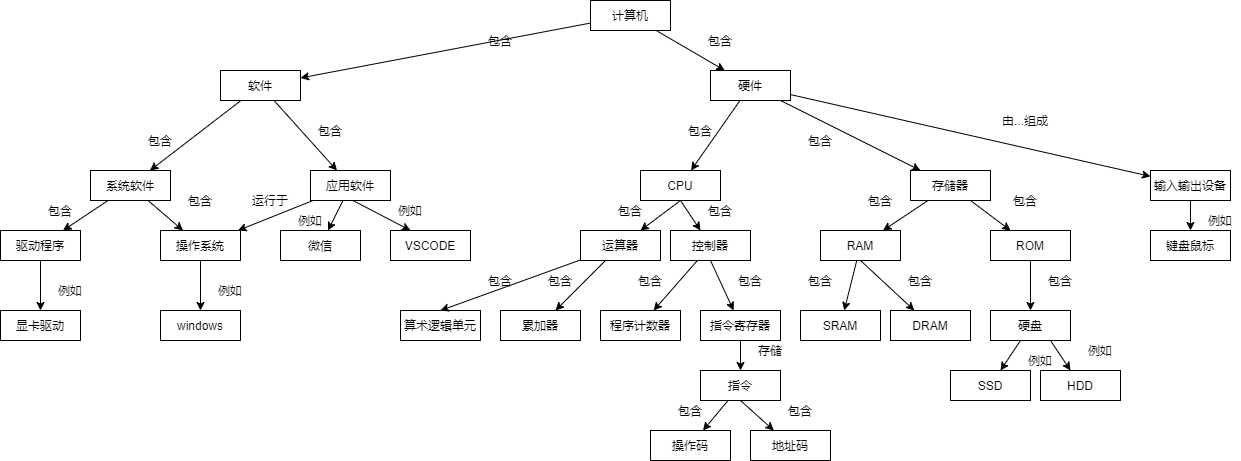 计算机
包含
包含
软件
硬件
包含
包含
包含
包含
由...组成
系统软件
应用软件
CPU
存储器
输入输出设备
包含
包含
运行于
例如
例如
包含
包含
包含
包含
例如
驱动程序
操作系统
微信
VSCODE
运算器
控制器
RAM
ROM
键盘鼠标
例如
例如
包含
包含
包含
包含
包含
包含
包含
显卡驱动
windows
算术逻辑单元
累加器
程序计数器
指令寄存器
SRAM
DRAM
硬盘
存储
例如
例如
指令
SSD
HDD
包含
包含
操作码
地址码